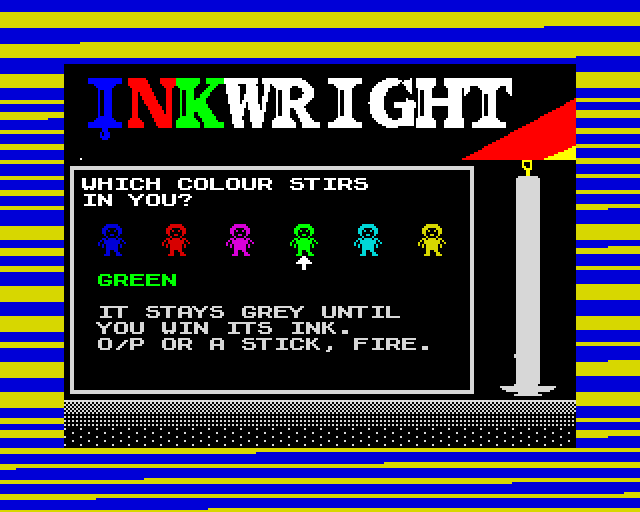 INKWRIGHT
WHICH COLOUR STIRS
IN YOU?
GREEN
IT STAYS GREY UNTIL
YOU WIN ITS INK.
O/P OR A STICK, FIRE.